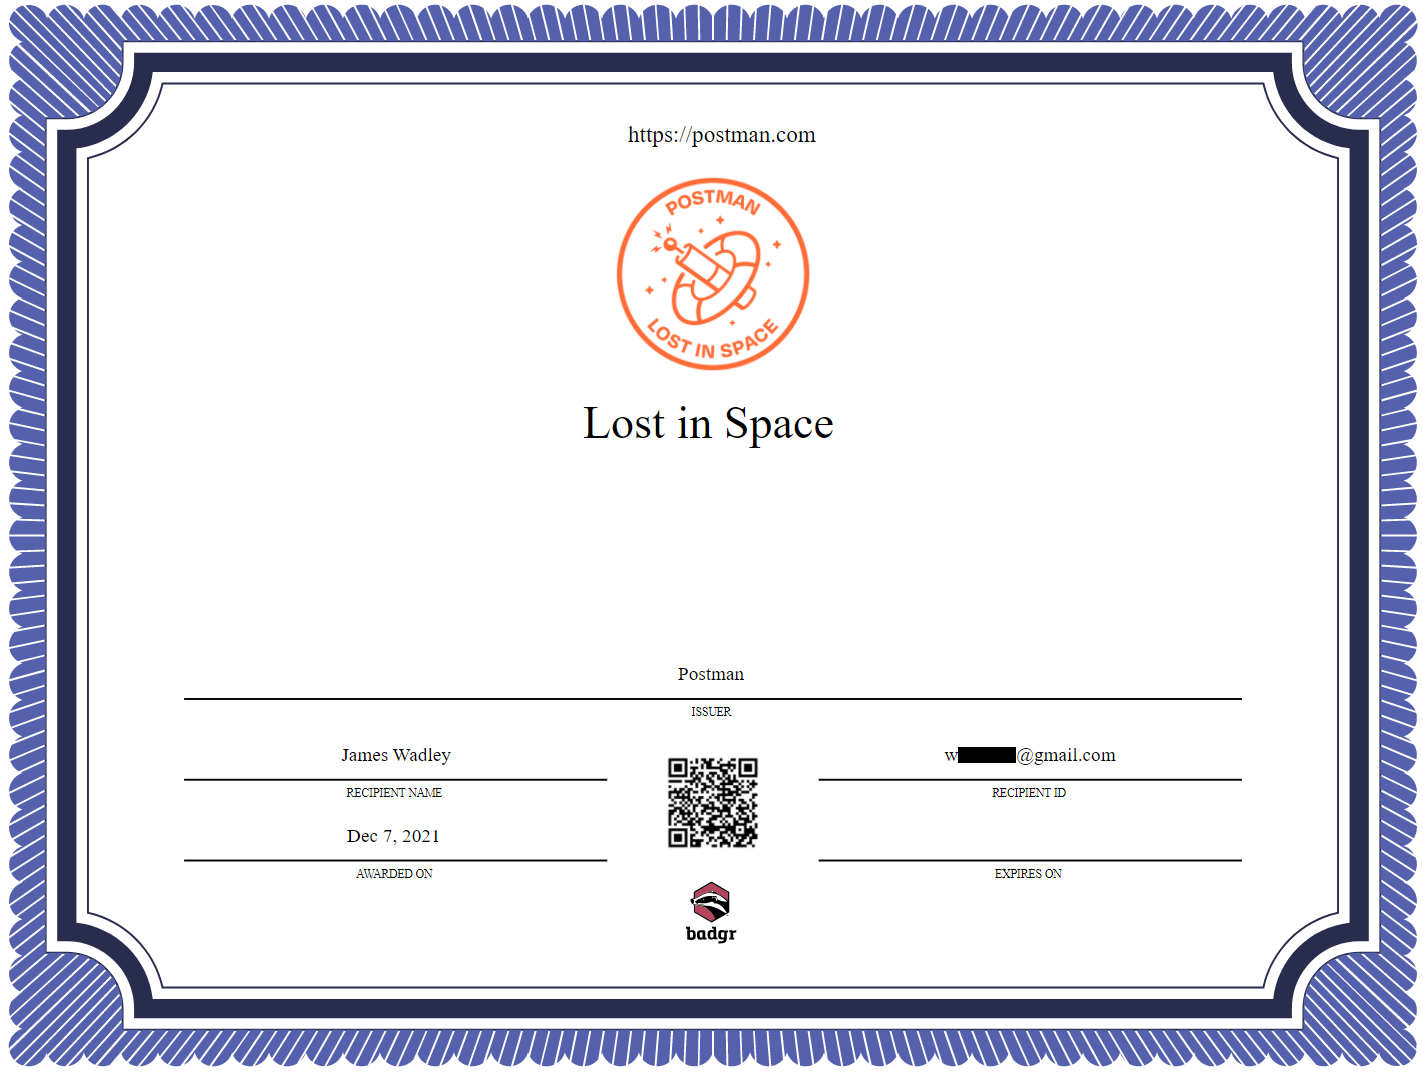 https://postman.com
POSTMAN
LOST IN SPACE
Lost in Space
Postman
ISSUER
James Wadley
w@gmail.com
RECIPIENT NAME
RECIPIENT ID
Dec 7, 2021
AWARDED ON
EXPIRES ON
badgr